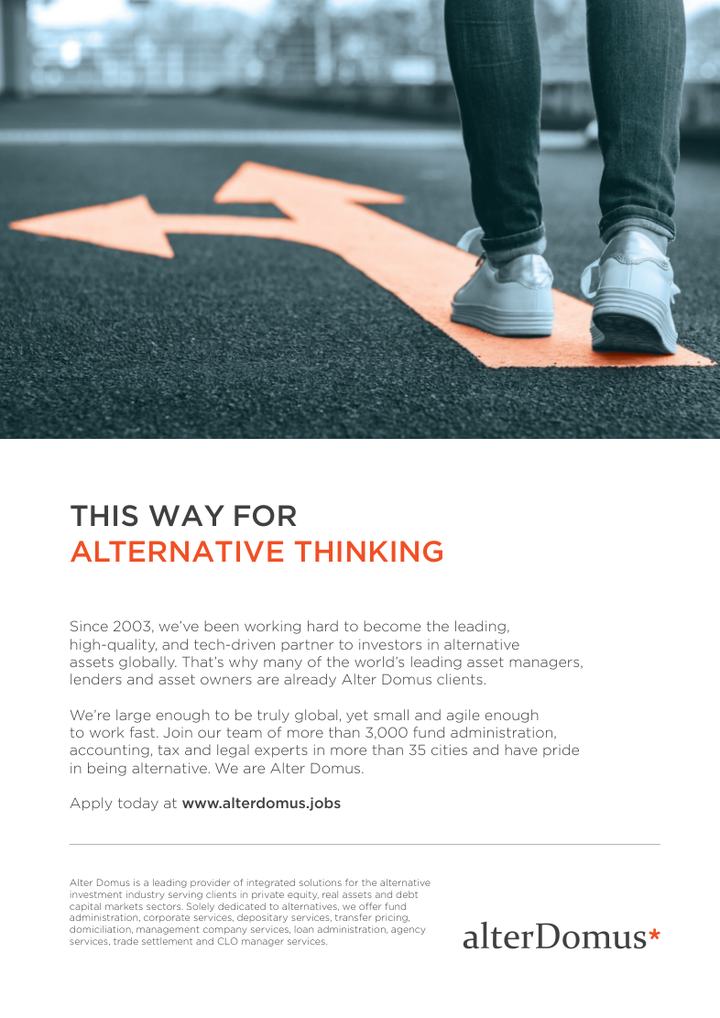 THIS WAY FOR
ALTERNATIVE THINKING
Since 2003, we've been working hard to become the leading,
high-quality, and tech-driven partner to investors in alternative
assets globally. That's why many of the world's leading asset managers,
lenders and asset owners are already Alter Domus clients.
We're large enough to be truly global, yet small and agile enough
to work fast. Join our team of more than 3,000 fund administration,
accounting, tax and legal experts in more than 35 cities and have pride
in being alternative. We are Alter Domus.
Apply today at www.alterdomus.jobs
Alter Domus is a leading provider of integrated solutions for the alternative
investment industry serving clients in private equity, real assets and debt
capital markets sectors. Solely dedicated to alternatives, we offer fund
administration, corporate services, depositary services, transfer pricing,
domiciliation, management company services, loan administration, agency
services, trade settlement and CLO manager services.
alterDomus*